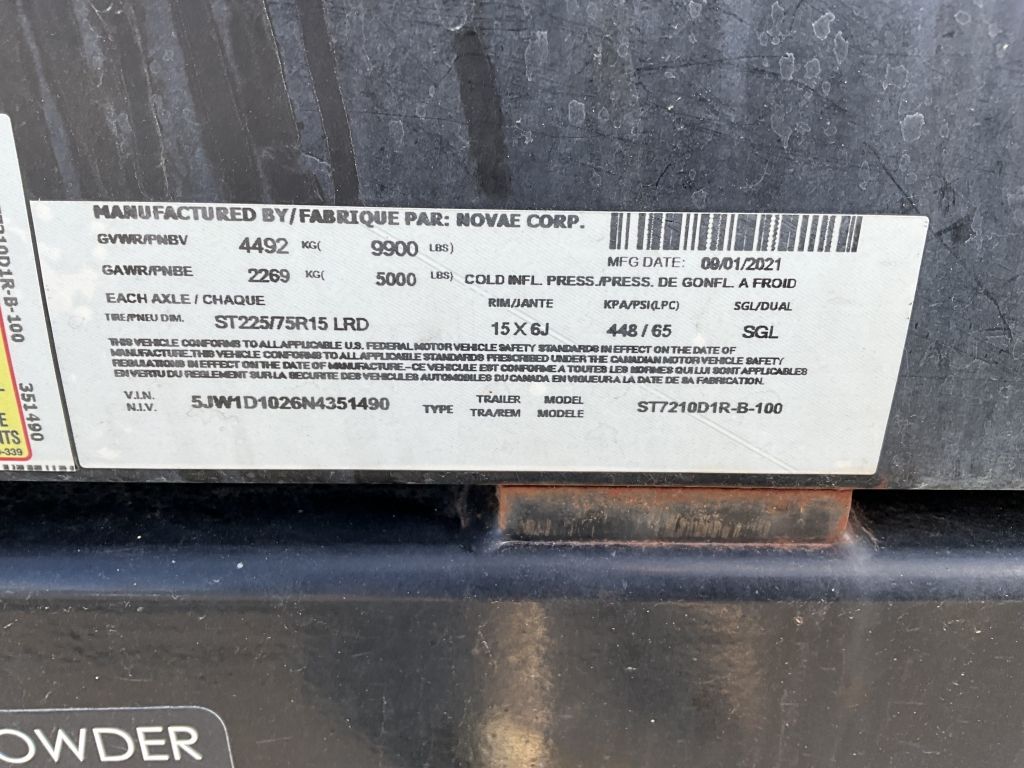 MANUFACTURED BY/FABRIQUE PAR: NOVAE CORP.
GVWR/PNBV 4492 KG( 9900 LBS)
MFG DATE: 09/01/2021
GAWR/PNBE 2269 KG( 5000 LBS) COLD INFL. PRESS./PRESS. DE GONFL. A FROID
EACH AXLE / CHAQUE RIM/JANTE KPA/PSI(LPC) SGL/DUAL
TIRE/PNEU DIM. ST225/75R15 LRD 15 X 6J 448 / 65 SGL
THIS VEHICLE CONFORMS TO ALL APPLICABLE U.S. FEDERAL MOTOR VEHICLE SAFETY STANDARDS IN EFFECT ON THE DATE OF
MANUFACTURE.THIS VEHICLE CONFORMS TO ALL APPLICABLE STANDARDS PRESCRIBED UNDER THE CANADIAN MOTOR VEHICLE SAFETY
REGULATIONS IN EFFECT ON THE DATE OF MANUFACTURE.-CE VEHICULE EST CONFORME A TOUTES LES NORMES QUI LUI SONT APPLICABLES
EN VERTU DU REGLEMENT SUR LA SECURITE DES VEHICULES AUTOMOBILES DU CANADA EN VIGUEUR A LA DATE DE SA FABRICATION.
V.I.N. 5JW1D1026N4351490 TYPE TRAILER MODEL ST7210D1R-B-100
N.I.V. TRA/REM MODELE
210D1R-B-100
351490
E
ITS
-339
OWDER